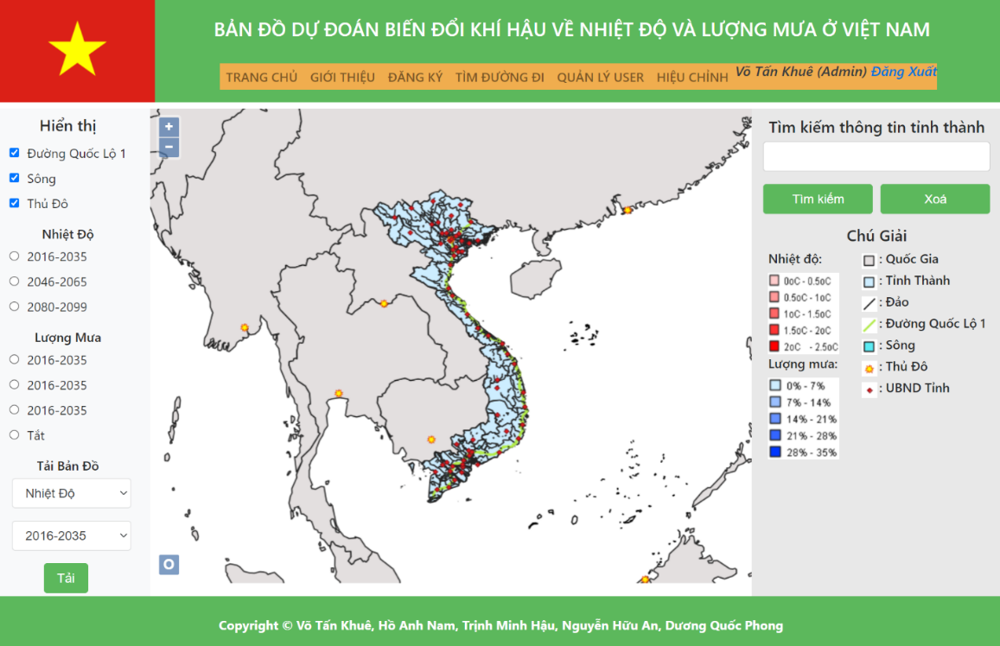 BẢN ĐỒ DỰ ĐOÁN BIẾN ĐỔI KHÍ HẬU VỀ NHIỆT ĐỘ VÀ LƯỢNG MƯA Ở VIỆT NAM
TRANG CHỦ GIỚI THIỆU ĐĂNG KÝ TÌM ĐƯỜNG ĐI QUẢN LÝ USER HIỆU CHỈNH Võ Tấn Khuê (Admin) Đăng Xuất
Hiển thị
Đường Quốc Lộ 1
Sông
Thủ Đô
Nhiệt Độ
2016-2035
2046-2065
2080-2099
Lượng Mưa
2016-2035
2016-2035
2016-2035
Tắt
Tải Bản Đồ
Nhiệt Độ
2016-2035
Tải
+
−
O
Tìm kiếm thông tin tỉnh thành
Tìm kiếm Xoá
Chú Giải
Nhiệt độ:
0oC - 0.5oC
0.5oC - 1oC
1oC - 1.5oC
1.5oC - 2oC
2oC - 2.5oC
Lượng mưa:
0% - 7%
7% - 14%
14% - 21%
21% - 28%
28% - 35%
: Quốc Gia
: Tỉnh Thành
: Đảo
: Đường Quốc Lộ 1
: Sông
: Thủ Đô
: UBND Tỉnh
Copyright © Võ Tấn Khuê, Hồ Anh Nam, Trịnh Minh Hậu, Nguyễn Hữu An, Dương Quốc Phong